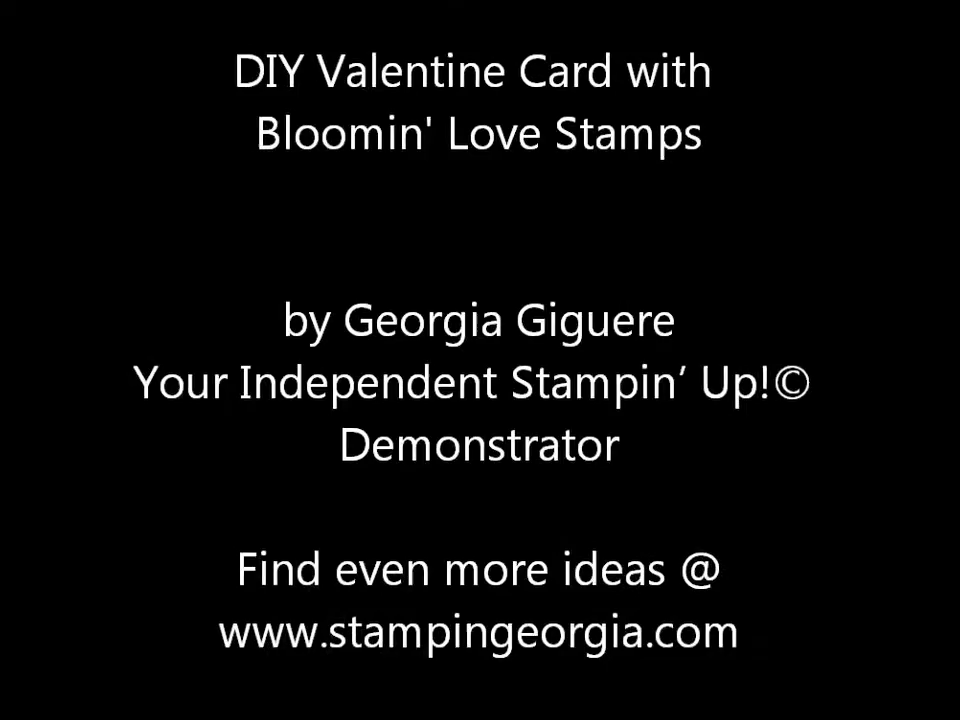 DIY Valentine Card with
Bloomin' Love Stamps
by Georgia Giguere
Your Independent Stampin’ Up!©
Demonstrator
Find even more ideas @
www.stampingeorgia.com